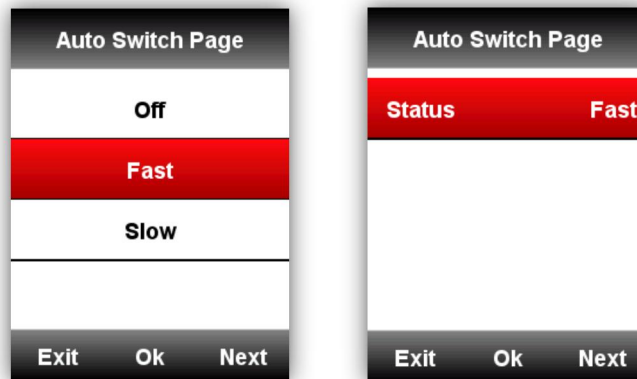 Auto Switch Page
Off
Fast
Slow
Exit Ok Next
Auto Switch Page
Status Fast
Exit Ok Next